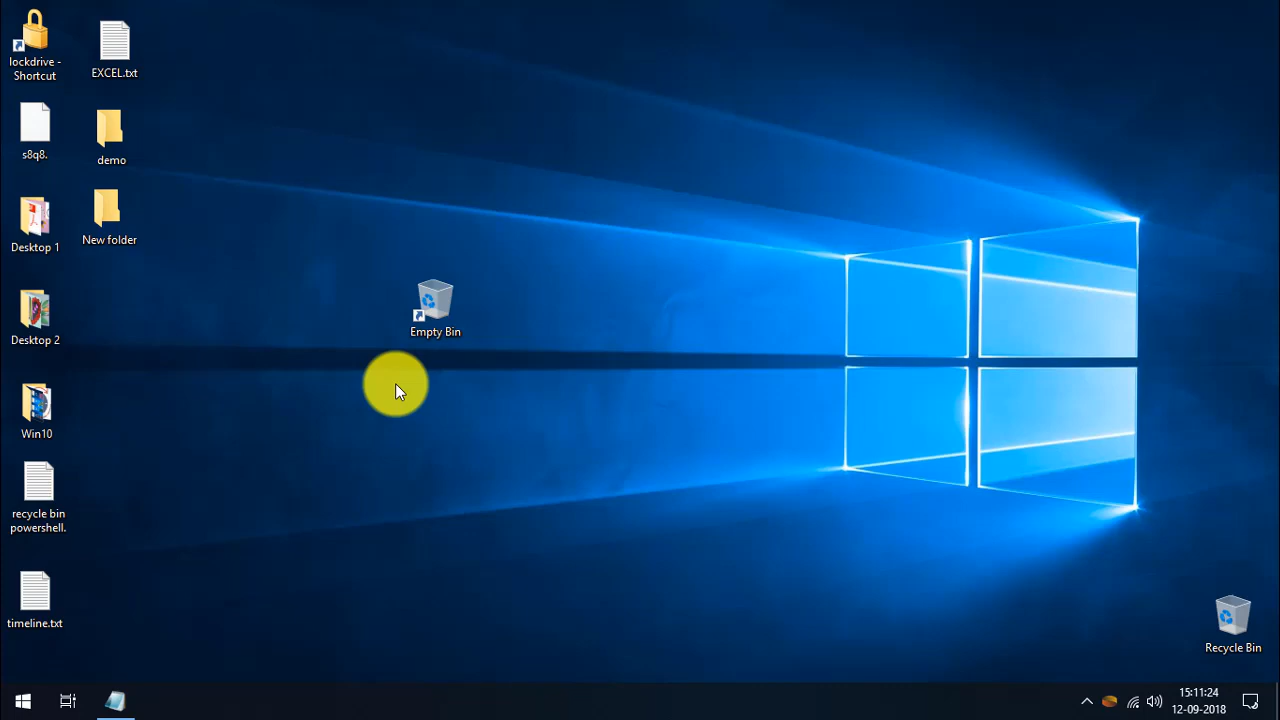 lockdrive -
Shortcut
EXCEL.txt
s8q8.
demo
Desktop 1
New folder
Desktop 2
Empty Bin
Win10
recycle bin
powershell.
timeline.txt
Recycle Bin
15:11:24
12-09-2018